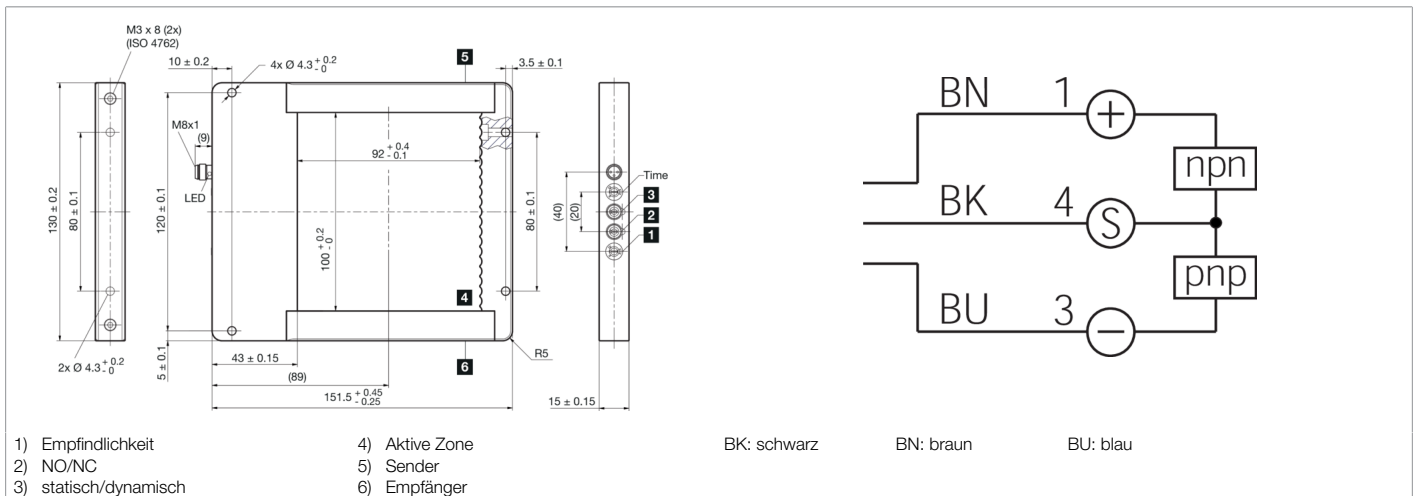 M3 x 8 (2x)
(ISO 4762)
10 ± 0.2
4x Ø 4.3 + 0.2 - 0
5
3.5 ± 0.1
M8x1
(9)
LED
92 + 0.4 - 0.1
Time
3
2
1
130 ± 0.2
80 ± 0.1
120 ± 0.1
100 + 0.2 - 0
80 ± 0.1
(40)
(20)
4
2x Ø 4.3 + 0.2 - 0
5 ± 0.1
43 ± 0.15
(89)
151.5 + 0.45 - 0.25
6
R5
15 ± 0.15
BN 1 +
npn
BK 4 S
pnp
BU 3 −
1) Empfindlichkeit
2) NO/NC
3) statisch/dynamisch
4) Aktive Zone
5) Sender
6) Empfänger
BK: schwarz BN: braun BU: blau